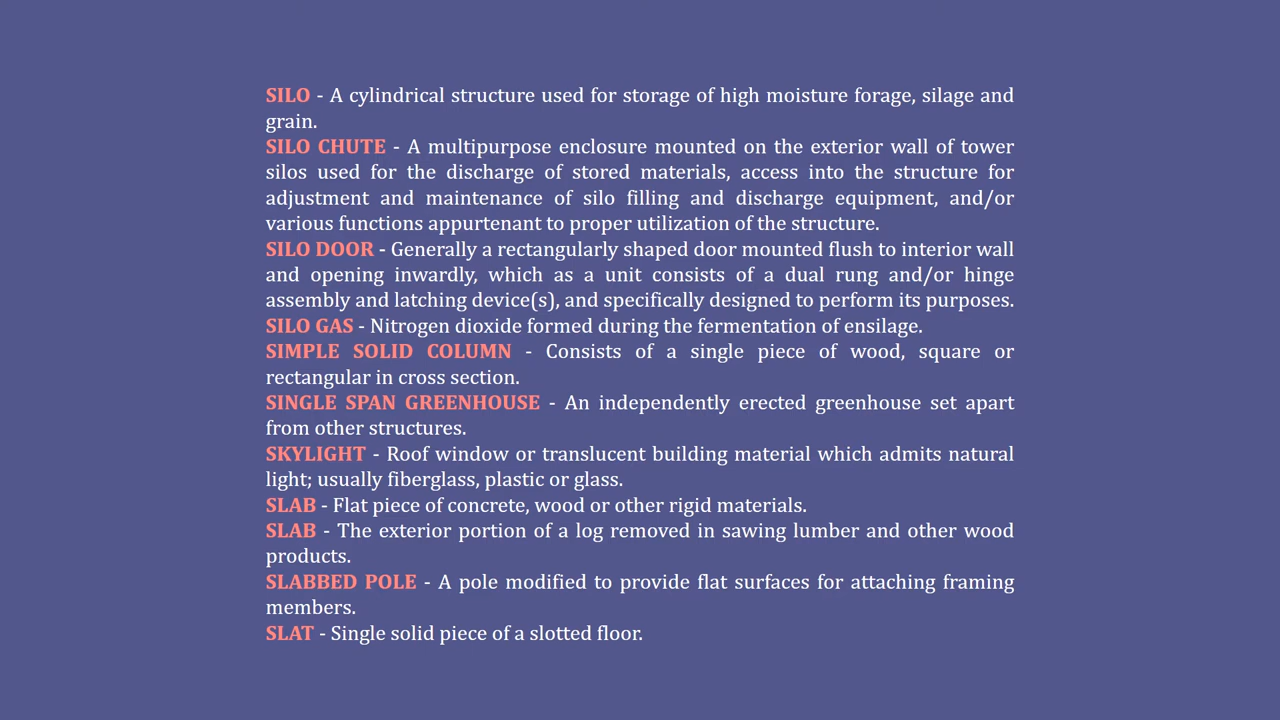 SILO - A cylindrical structure used for storage of high moisture forage, silage and
grain.
SILO CHUTE - A multipurpose enclosure mounted on the exterior wall of tower
silos used for the discharge of stored materials, access into the structure for
adjustment and maintenance of silo filling and discharge equipment, and/or
various functions appurtenant to proper utilization of the structure.
SILO DOOR - Generally a rectangularly shaped door mounted flush to interior wall
and opening inwardly, which as a unit consists of a dual rung and/or hinge
assembly and latching device(s), and specifically designed to perform its purposes.
SILO GAS - Nitrogen dioxide formed during the fermentation of ensilage.
SIMPLE SOLID COLUMN - Consists of a single piece of wood, square or
rectangular in cross section.
SINGLE SPAN GREENHOUSE - An independently erected greenhouse set apart
from other structures.
SKYLIGHT - Roof window or translucent building material which admits natural
light; usually fiberglass, plastic or glass.
SLAB - Flat piece of concrete, wood or other rigid materials.
SLAB - The exterior portion of a log removed in sawing lumber and other wood
products.
SLABBED POLE - A pole modified to provide flat surfaces for attaching framing
members.
SLAT - Single solid piece of a slotted floor.